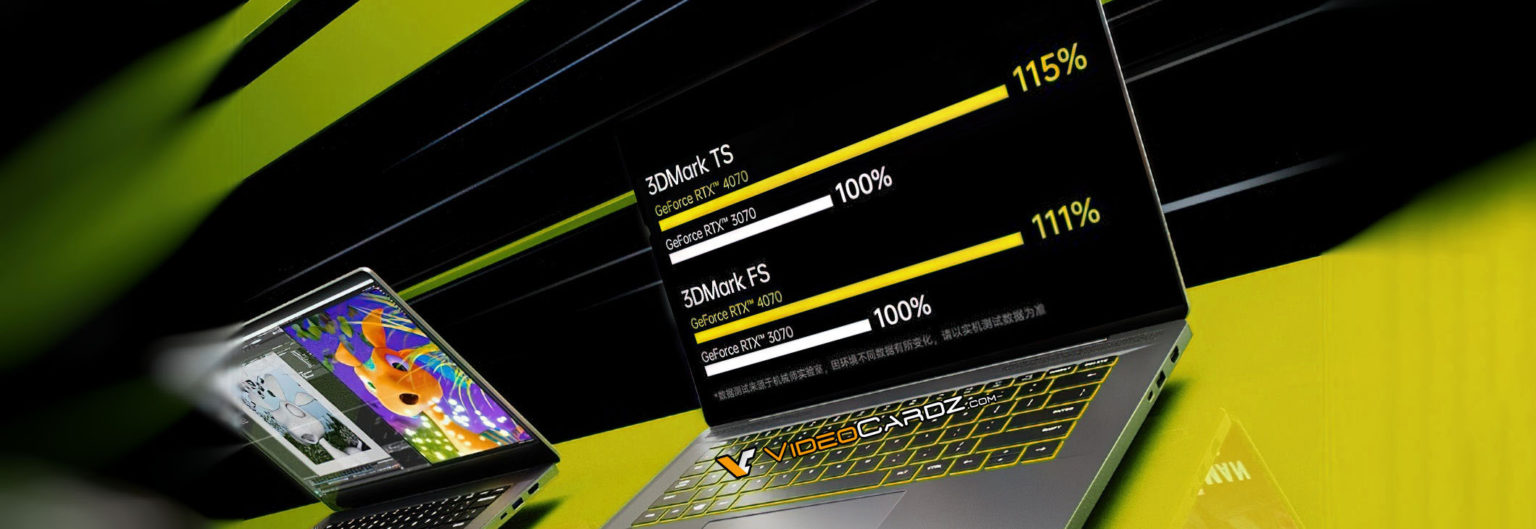 3DMark TS
GeForce RTX™ 4070
115%
GeForce RTX™ 3070
100%
3DMark FS
GeForce RTX™ 4070
111%
GeForce RTX™ 3070
100%
*数据测试来源于机械师实验室，因环境不同数据有所变化，请以实机测试数据为准
VIDEOCARDZ.COM